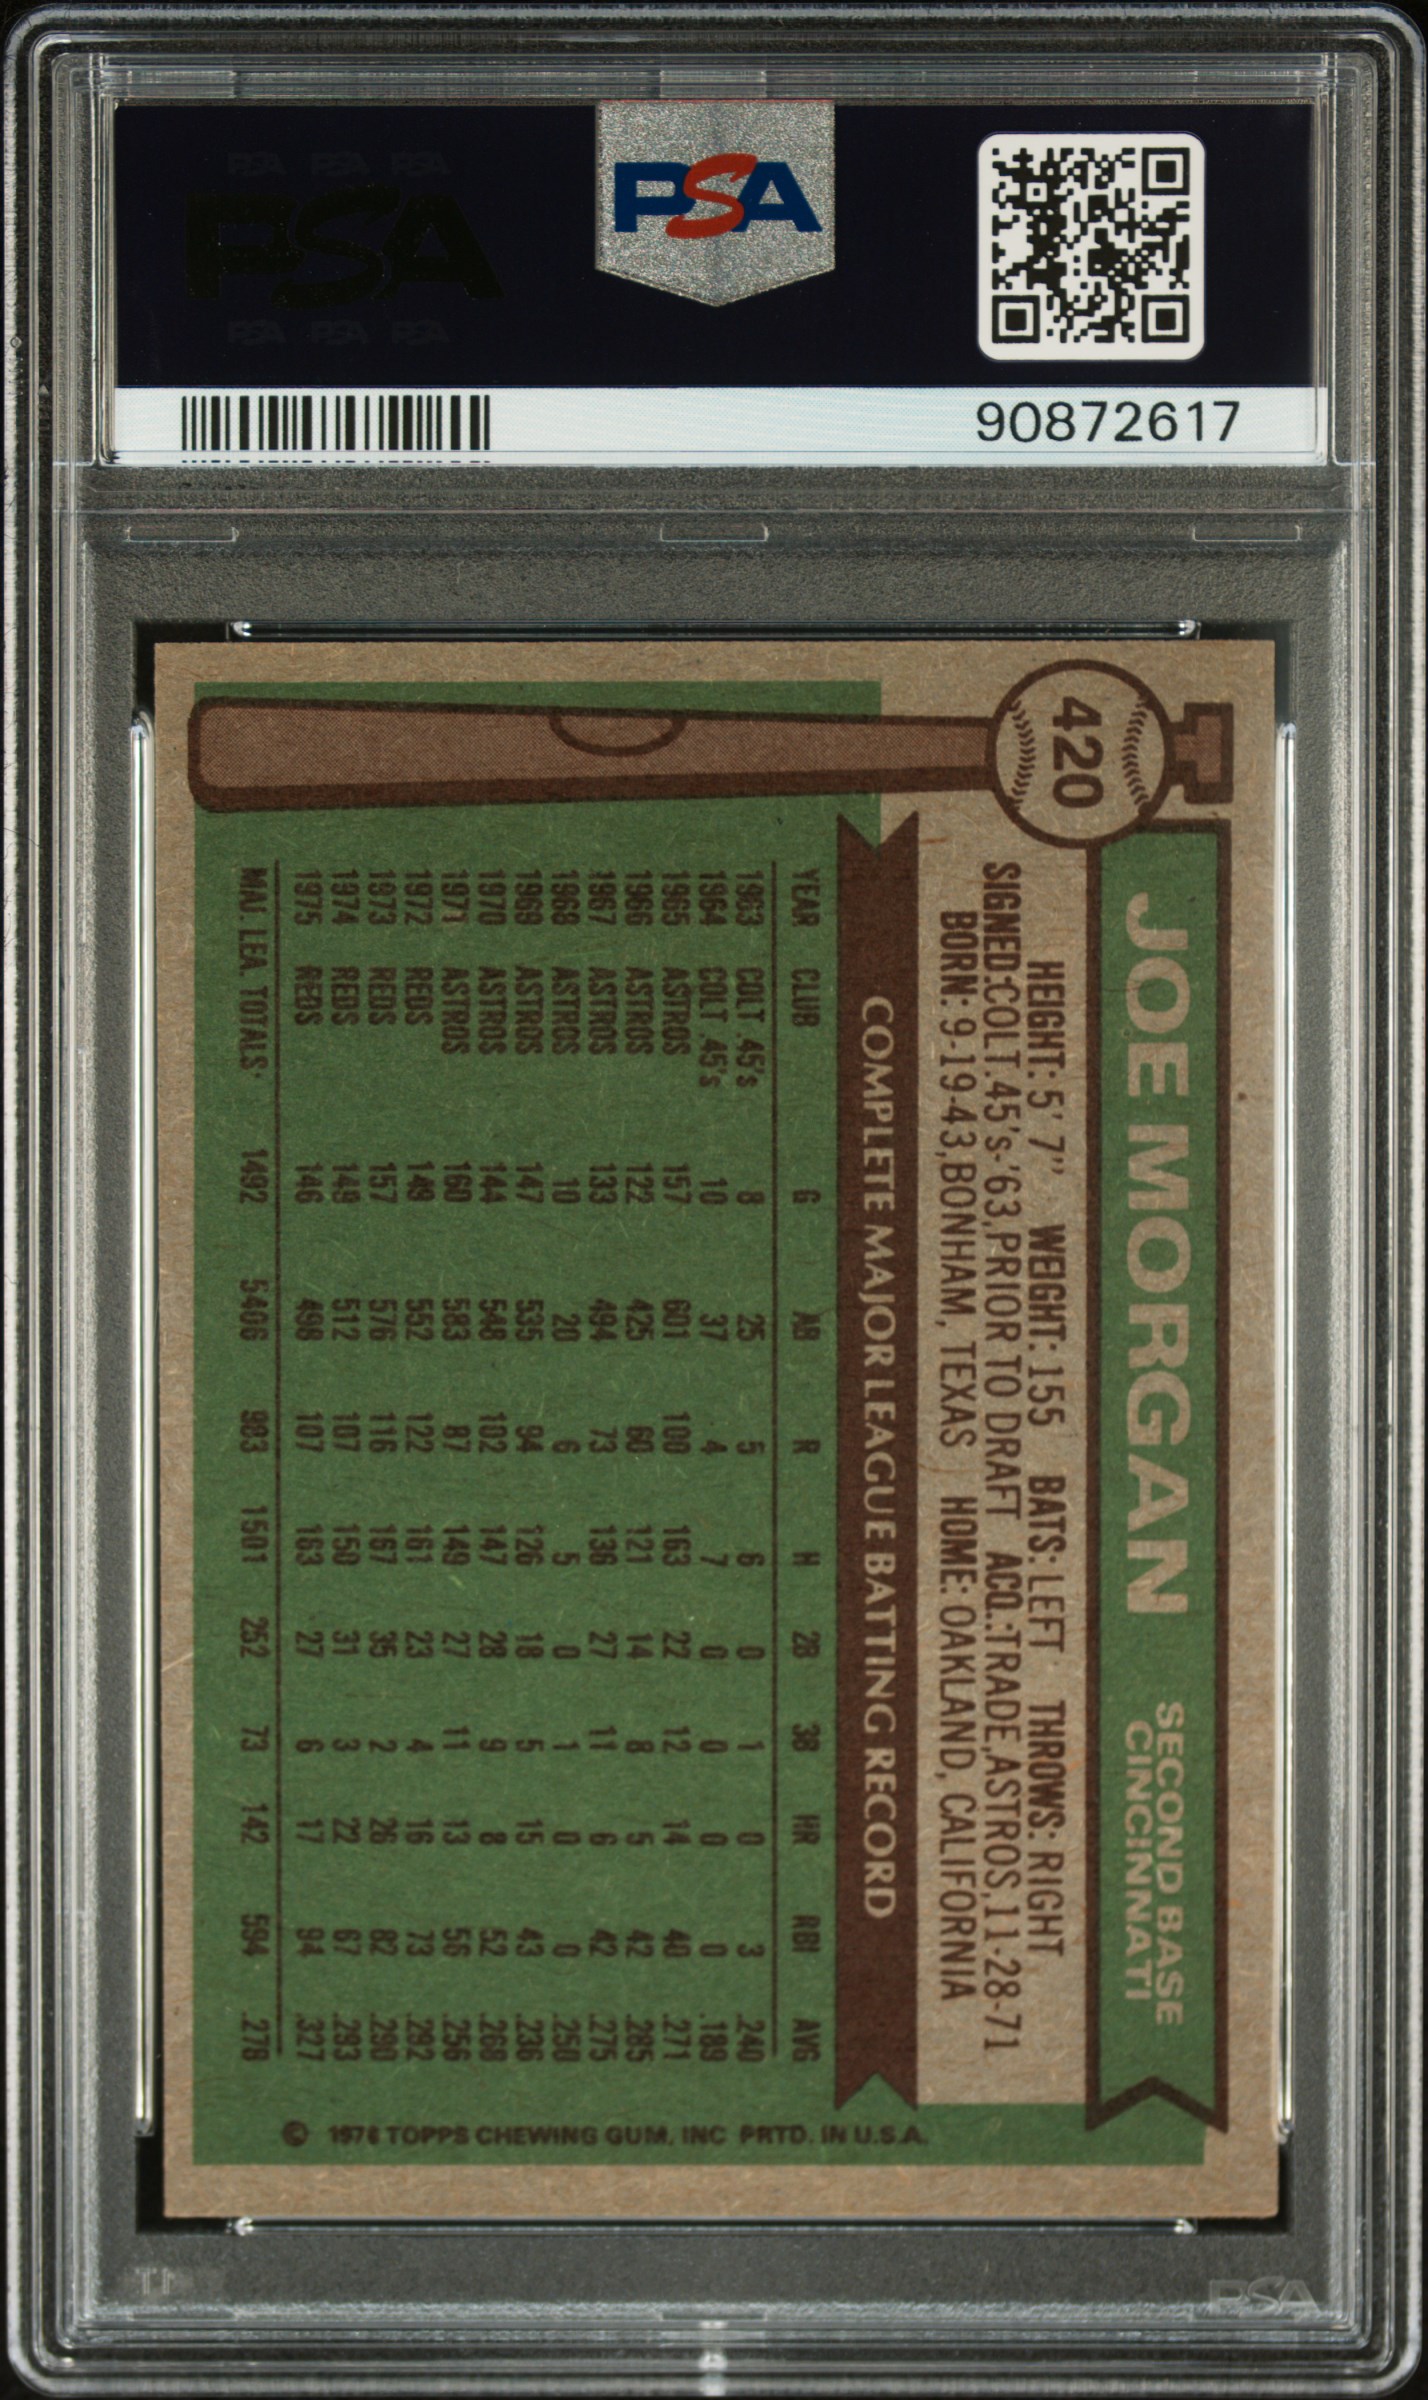 PSA PSA PSA
PSA
PSA PSA PSA
PSA
90872617
420
JOE MORGAN
SECOND BASE
CINCINNATI
HEIGHT: 5' 7" WEIGHT: 155 BATS: LEFT THROWS: RIGHT
SIGNED:COLT.45's-'63,PRIOR TO DRAFT ACQ.:TRADE,ASTROS,11-28-71
BORN: 9-19-43,BONHAM, TEXAS HOME: OAKLAND, CALIFORNIA
COMPLETE MAJOR LEAGUE BATTING RECORD
YEAR CLUB G AB R H 2B 3B HR RBI AVG
1963 COLT .45's 8 25 5 6 0 1 0 3 .240
1964 COLT .45's 10 37 4 7 0 0 0 0 .189
1965 ASTROS 157 601 100 163 22 12 14 40 .271
1966 ASTROS 122 425 60 121 14 8 5 42 .285
1967 ASTROS 133 494 73 136 27 11 6 42 .275
1968 ASTROS 10 20 6 5 0 1 0 0 .250
1969 ASTROS 147 535 94 126 18 5 15 43 .236
1970 ASTROS 144 548 102 147 28 9 8 52 .268
1971 ASTROS 160 583 87 149 27 11 13 56 .256
1972 REDS 149 552 122 161 23 4 16 73 .292
1973 REDS 157 576 116 167 35 2 26 82 .290
1974 REDS 149 512 107 150 31 3 22 67 .293
1975 REDS 146 498 107 163 27 6 17 94 .327
MAJ. LEA. TOTALS 1492 5406 983 1501 252 73 142 594 .278
© 1976 TOPPS CHEWING GUM, INC PRTD. IN U.S.A.
PSA